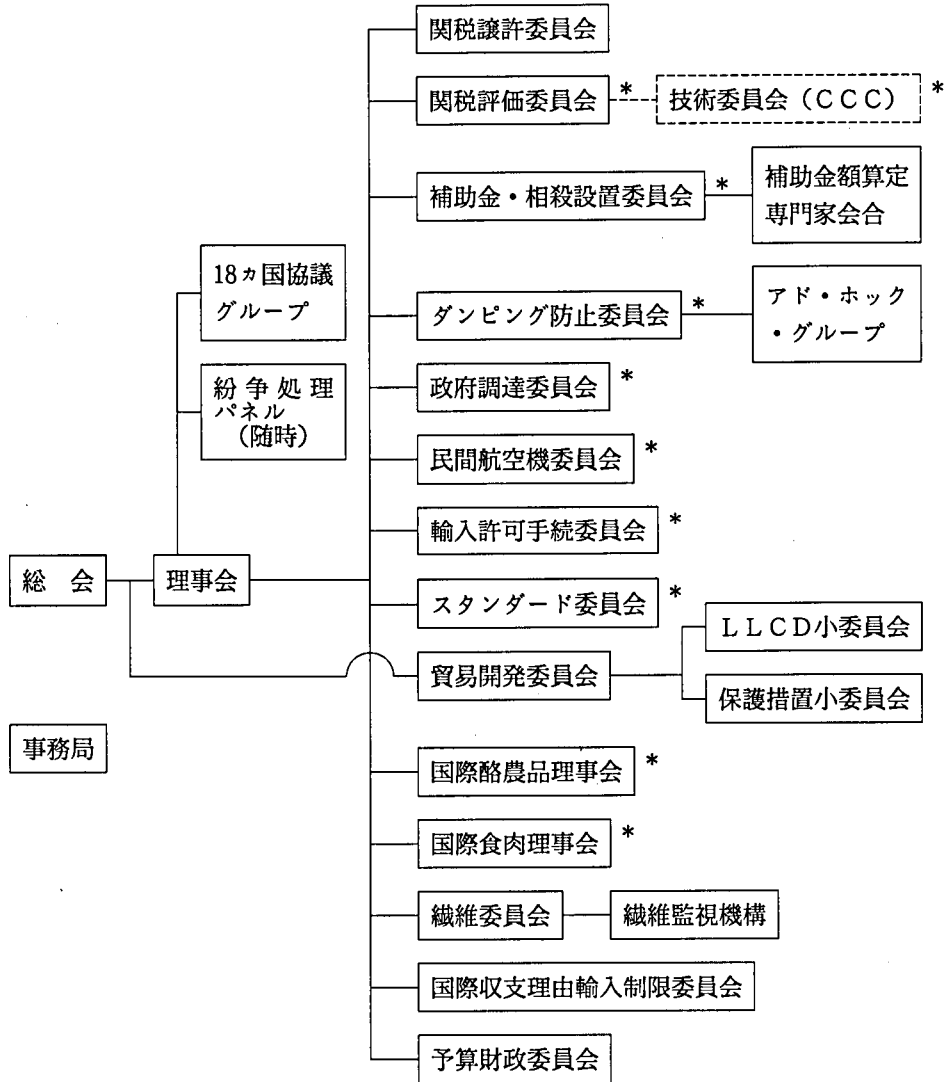 関税譲許委員会
関税評価委員会 *
技術委員会（ＣＣＣ） *
補助金・相殺設置委員会 *
補助金額算定
専門家会合
18ヵ国協議
グループ
ダンピング防止委員会 *
アド・ホック
・グループ
紛争処理
パネル
（随時）
政府調達委員会 *
民間航空機委員会 *
輸入許可手続委員会 *
総　会
理事会
スタンダード委員会 *
ＬＬＣＤ小委員会
貿易開発委員会
保護措置小委員会
事務局
国際酪農品理事会 *
国際食肉理事会 *
繊維委員会
繊維監視機構
国際収支理由輸入制限委員会
予算財政委員会